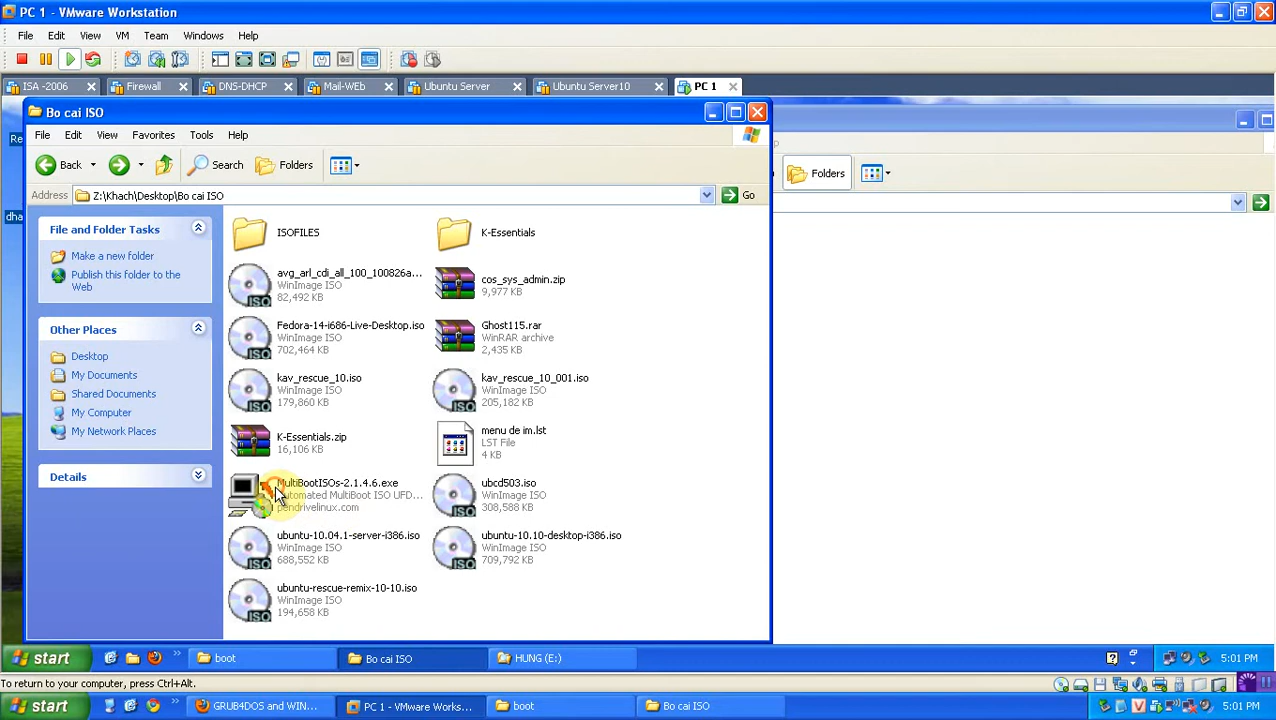 PC 1 - VMware Workstation
File Edit View VM Team Windows Help
ISA -2006 Firewall DNS-DHCP Mail-WEb Ubuntu Server Ubuntu Server10 PC 1
Bo cai ISO
File Edit View Favorites Tools Help
Back Search Folders
Folders
Address Z:\Khach\Desktop\Bo cai ISO Go
File and Folder Tasks
Make a new folder
Publish this folder to the
Web
Other Places
Desktop
My Documents
Shared Documents
My Computer
My Network Places
Details
ISOFILES
K-Essentials
avg_arl_cdi_all_100_100826a...
WinImage ISO
82,492 KB
cos_sys_admin.zip
9,977 KB
Fedora-14-i686-Live-Desktop.iso
WinImage ISO
702,464 KB
Ghost115.rar
WinRAR archive
2,435 KB
kav_rescue_10.iso
WinImage ISO
179,860 KB
kav_rescue_10_001.iso
WinImage ISO
205,182 KB
K-Essentials.zip
16,106 KB
menu de im.lst
LST File
4 KB
MultiBootISOs-2.1.4.6.exe
Automated MultiBoot ISO UFD...
pendrivelinux.com
ubcd503.iso
WinImage ISO
308,588 KB
ubuntu-10.04.1-server-i386.iso
WinImage ISO
688,552 KB
ubuntu-10.10-desktop-i386.iso
WinImage ISO
709,792 KB
ubuntu-rescue-remix-10-10.iso
WinImage ISO
194,658 KB
Re
dha
start boot Bo cai ISO HUNG (E:) 5:01 PM
To return to your computer, press Ctrl+Alt.
start GRUB4DOS and WIN... PC 1 - VMware Works... boot Bo cai ISO 5:01 PM